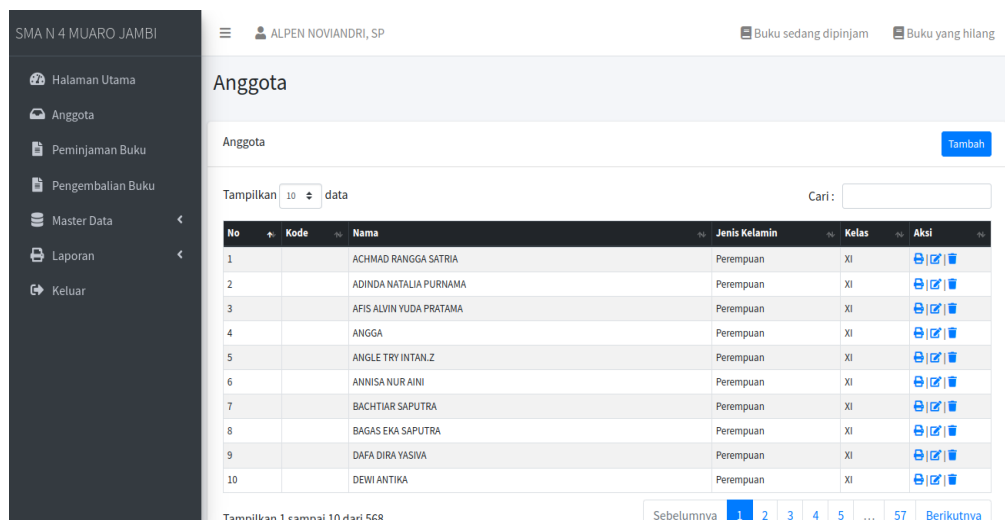 SMA N 4 MUARO JAMBI
ALPEN NOVIANDRI, SP
Buku sedang dipinjam
Buku yang hilang
Halaman Utama
Anggota
Peminjaman Buku
Pengembalian Buku
Master Data
Laporan
Keluar
Anggota
Anggota
Tambah
Tampilkan 10 data
Cari :
No Kode Nama Jenis Kelamin Kelas Aksi
1 ACHMAD RANGGA SATRIA Perempuan XI | |
2 ADINDA NATALIA PURNAMA Perempuan XI | |
3 AFIS ALVIN YUDA PRATAMA Perempuan XI | |
4 ANGGA Perempuan XI | |
5 ANGLE TRY INTAN.Z Perempuan XI | |
6 ANNISA NUR AINI Perempuan XI | |
7 BACHTIAR SAPUTRA Perempuan XI | |
8 BAGAS EKA SAPUTRA Perempuan XI | |
9 DAFA DIRA YASIVA Perempuan XI | |
10 DEWI ANTIKA Perempuan XI | |
Tampilkan 1 sampai 10 dari 568
Sebelumnya 1 2 3 4 5 … 57 Berikutnya